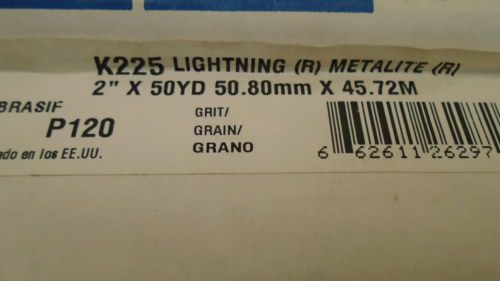 K225 LIGHTNING (R) METALITE (R)
2" X 50YD 50.80mm X 45.72M
BRASIF
P120
GRIT/
GRAIN/
GRANO
ado en los EE.UU.
6 62611 26297